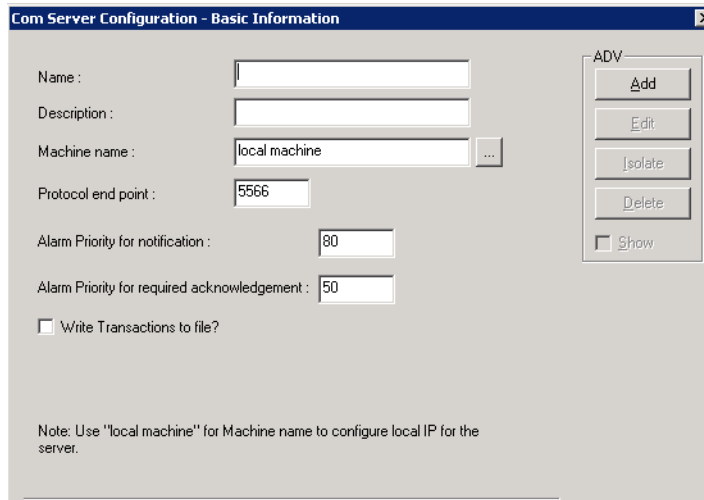 Com Server Configuration - Basic Information
Name :
Description :
Machine name : local machine ...
Protocol end point : 5566
Alarm Priority for notification : 80
Alarm Priority for required acknowledgement : 50
Write Transactions to file?
Note: Use "local machine" for Machine name to configure local IP for the
server.
ADV
Add
Edit
Isolate
Delete
Show